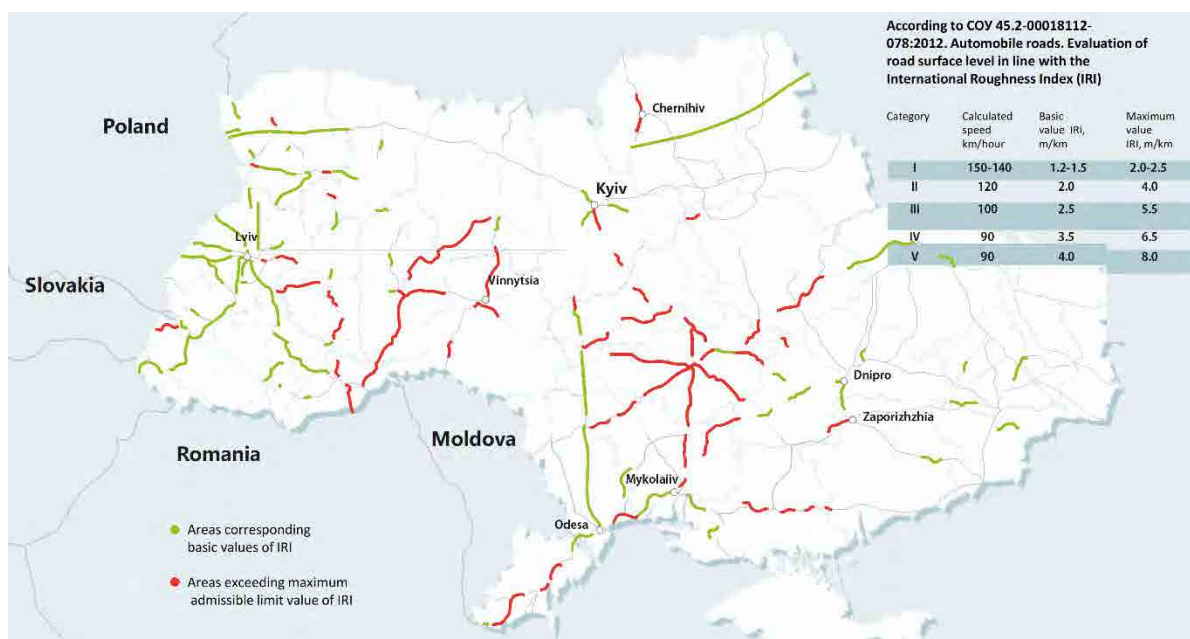 According to СОУ 45.2-00018112-
078:2012. Automobile roads. Evaluation of
road surface level in line with the
International Roughness Index (IRI)
Category Calculated speed km/hour Basic value IRI, m/km Maximum value IRI, m/km
I 150-140 1.2-1.5 2.0-2.5
II 120 2.0 4.0
III 100 2.5 5.5
IV 90 3.5 6.5
V 90 4.0 8.0
Poland
Chernihiv
Kyiv
Lviv
Slovakia
Vinnytsia
Dnipro
Zaporizhzhia
Moldova
Romania
Mykolaiiv
Odesa
Areas corresponding
basic values of IRI
Areas exceeding maximum
admissible limit value of IRI